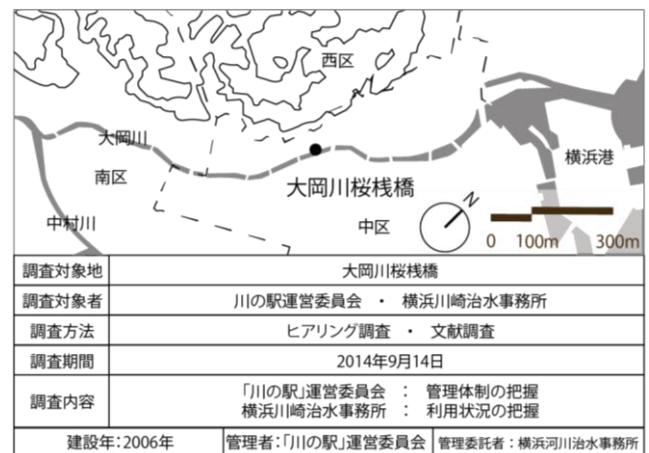 西区
大岡川
横浜港
南区
大岡川桜桟橋
中村川
中区
N
0 100m 300m
調査対象地 大岡川桜桟橋
調査対象者 川の駅運営委員会 ・ 横浜川崎治水事務所
調査方法 ヒアリング調査 ・ 文献調査
調査期間 2014年9月14日
調査内容 「川の駅」運営委員会 : 管理体制の把握
横浜川崎治水事務所 : 利用状況の把握
建設年:2006年 管理者:「川の駅」運営委員会 管理委託者:横浜河川治水事務所